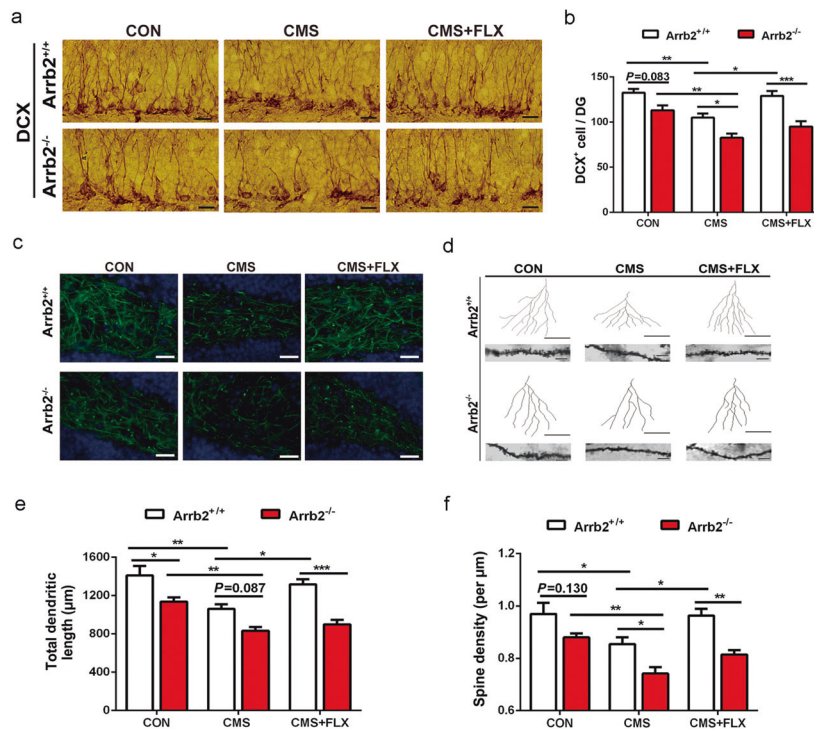 a
CON CMS CMS+FLX
DCX
Arrb2+/+
Arrb2-/-
b
Arrb2+/+ Arrb2-/-
DCX+ cell / DG
150
100
50
0
**
*
P=0.083
***
**
*
CON CMS CMS+FLX
c
CON CMS CMS+FLX
Arrb2+/+
Arrb2-/-
d
CON CMS CMS+FLX
Arrb2+/+
Arrb2-/-
e
Arrb2+/+ Arrb2-/-
Total dendritic
length (μm)
1600
1200
800
400
0
**
*
*
***
**
P=0.087
CON CMS CMS+FLX
f
Arrb2+/+ Arrb2-/-
Spine density (per μm)
1.2
1.0
0.8
0.6
*
*
P=0.130
**
**
*
CON CMS CMS+FLX